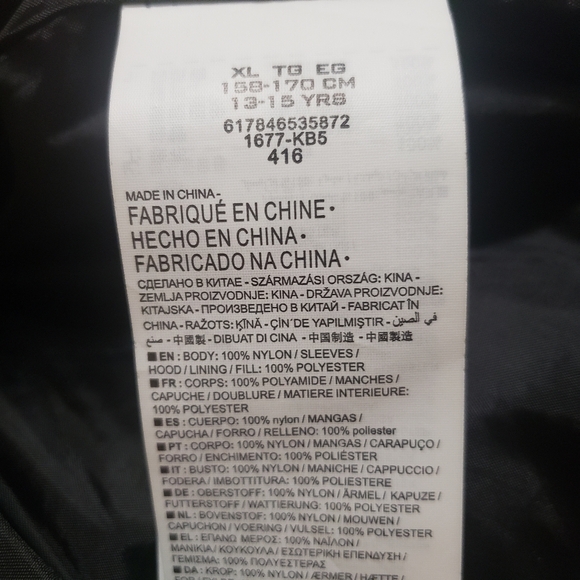 XL TG EG
158-170 CM
13-15 YRS
617846535872
1677-KB5
416
MADE IN CHINA -
FABRIQUÉ EN CHINE •
HECHO EN CHINA •
FABRICADO NA CHINA •
СДЕЛАНО В КИТАЕ - SZÁRMAZÁSI ORSZÁG: KINA -
ZEMLJA PROIZVODNJE: KINA - DRŽAVA PROIZVODNJE:
KITAJSKA - ПРОИЗВЕДЕНО В КИТАЙ - FABRICAT ÎN
CHINA - RAŽOTS: ĶĪNĀ - ÇİN'DE YAPILMIŞTIR - في الصين
صنع - 中國製 - DIBUAT DI CINA - 中国制造 - 中國製造
■ EN : BODY: 100% NYLON / SLEEVES /
HOOD / LINING / FILL: 100% POLYESTER
■ FR : CORPS: 100% POLYAMIDE / MANCHES /
CAPUCHE / DOUBLURE / MATIERE INTERIEURE:
100% POLYESTER
■ ES : CUERPO: 100% nylon / MANGAS /
CAPUCHA / FORRO / RELLENO: 100% poliester
■ PT : CORPO: 100% NYLON / MANGAS / CARAPUÇO /
FORRO / ENCHIMENTO: 100% POLIÉSTER
■ IT : BUSTO: 100% NYLON / MANICHE / CAPPUCCIO /
FODERA / IMBOTTITURA: 100% POLIESTERE
■ DE : OBERSTOFF: 100% NYLON / ÄRMEL / KAPUZE /
FUTTERSTOFF / WATTIERUNG: 100% POLYESTER
■ NL : BOVENSTOF: 100% NYLON / MOUWEN /
CAPUCHON / VOERING / VULSEL: 100% POLYESTER
■ EL : ΕΠΑΝΩ ΜΕΡΟΣ: 100% ΝΑΪΛΟΝ /
ΜΑΝΙΚΙΑ / ΚΟΥΚΟΥΛΑ / ΕΣΩΤΕΡΙΚΗ ΕΠΕΝΔΥΣΗ /
ΓΕΜΙΣΜΑ: 100% ΠΟΛΥΕΣΤΕΡΑΣ
■ DA : KROP: 100% NYLON / ÆRMER / HÆTTE /